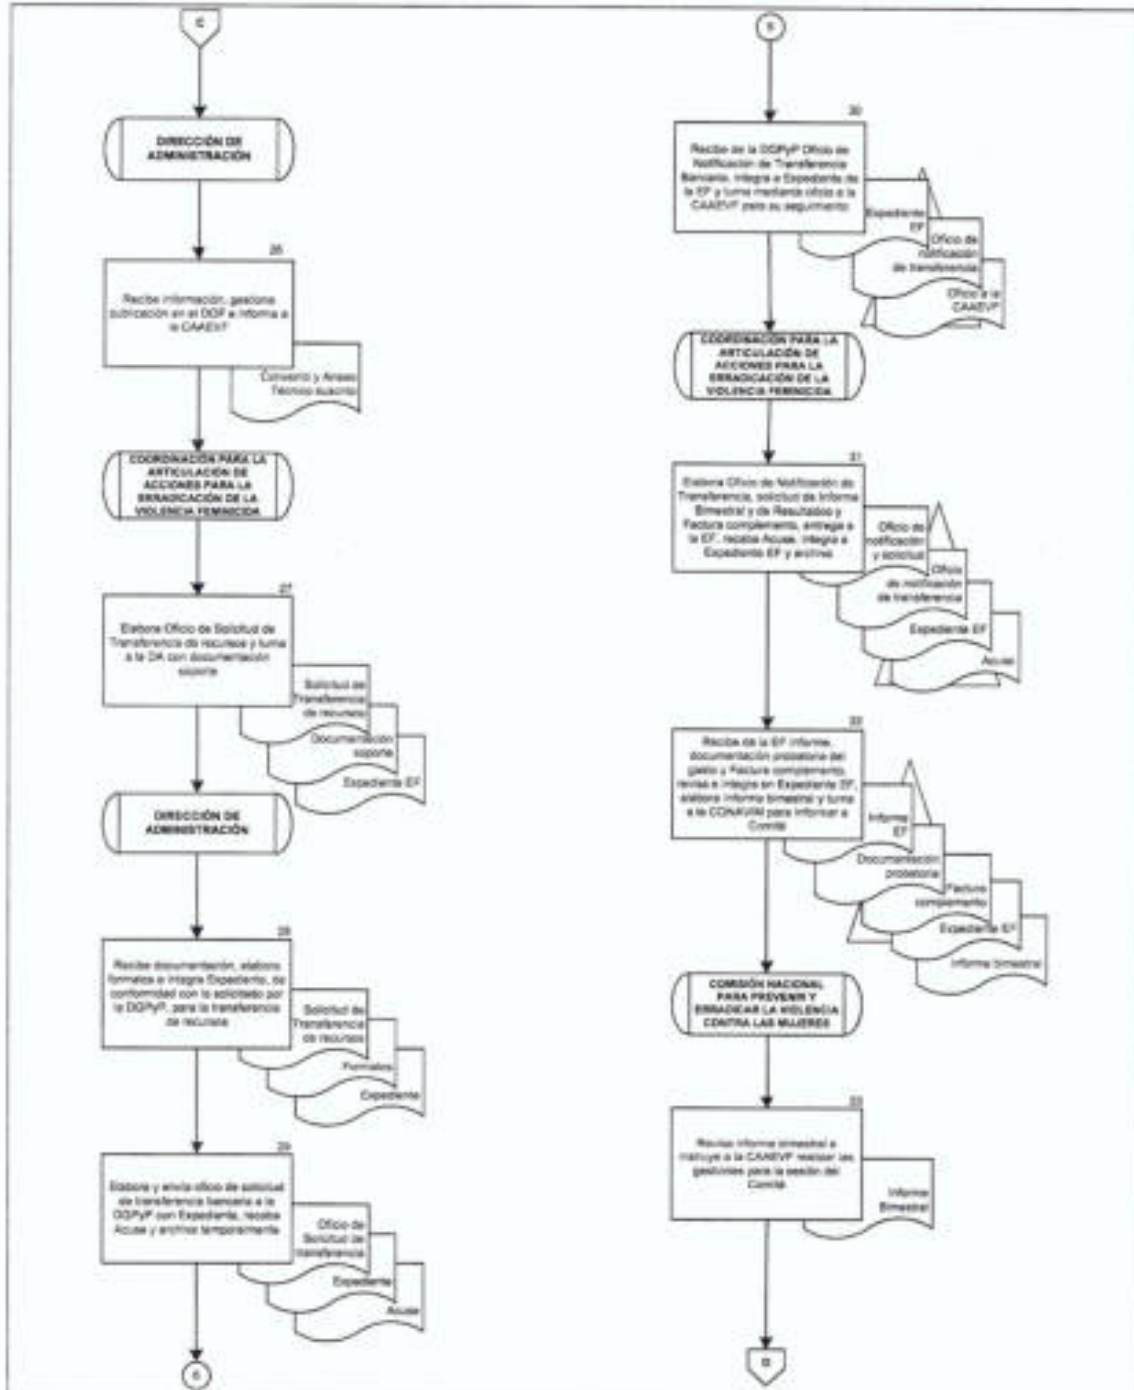 C
DIRECCIÓN DE
ADMINISTRACIÓN
26
Recibe información, gestiona
publicación en el DOF e informa a
la CAAEVF
Convenio y Anexo
Técnico suscrito
COORDINACIÓN PARA LA
ARTICULACIÓN DE
ACCIONES PARA LA
ERRADICACIÓN DE LA
VIOLENCIA FEMINICIDA
27
Elabora Oficio de Solicitud de
Transferencia de recursos y turna
a la DA con documentación
soporte
Solicitud de
Transferencia
de recursos
Documentación
soporte
Expediente EF
DIRECCIÓN DE
ADMINISTRACIÓN
28
Recibe documentación, elabora
formatos e integra Expediente, de
conformidad con lo solicitado por
la DGPyP, para la transferencia
de recursos
Solicitud de
Transferencia
de recursos
Formatos
Expediente
29
Elabora y envía oficio de solicitud
de transferencia bancaria a la
DGPyP con Expediente, recaba
Acuse y archiva temporalmente
Oficio de
Solicitud de
transferencia
Expediente
Acuse
6
6
30
Recibe de la DGPyP Oficio de
Notificación de Transferencia
Bancaria, integra a Expediente de
la EF y turna mediante oficio a la
CAAEVF para su seguimiento
Expediente
EF
Oficio de
notificación
de transferencia
Oficio a la
CAAEVF
COORDINACIÓN PARA LA
ARTICULACIÓN DE
ACCIONES PARA LA
ERRADICACIÓN DE LA
VIOLENCIA FEMINICIDA
31
Elabora Oficio de Notificación de
Transferencia, solicitud de Informe
Bimestral y de Resultados y
Factura complemento, entrega a
la EF, recaba Acuse, integra a
Expediente EF y archiva
Oficio de
notificación
y solicitud
Oficio
de notificación
de transferencia
Expediente EF
Acuse
32
Recibe de la EF informe,
documentación probatoria del
gasto y Factura complemento,
revisa e integra en Expediente EF,
elabora Informe bimestral y turna
a la CONAVIM para informar a
Comité
Informe
EF
Documentación
probatoria
Factura
complemento
Expediente EF
Informe bimestral
COMISIÓN NACIONAL
PARA PREVENIR Y
ERRADICAR LA VIOLENCIA
CONTRA LAS MUJERES
33
Revisa informe bimestral e
instruye a la CAAEVF realizar las
gestiones para la sesión del
Comité
Informe
Bimestral
D